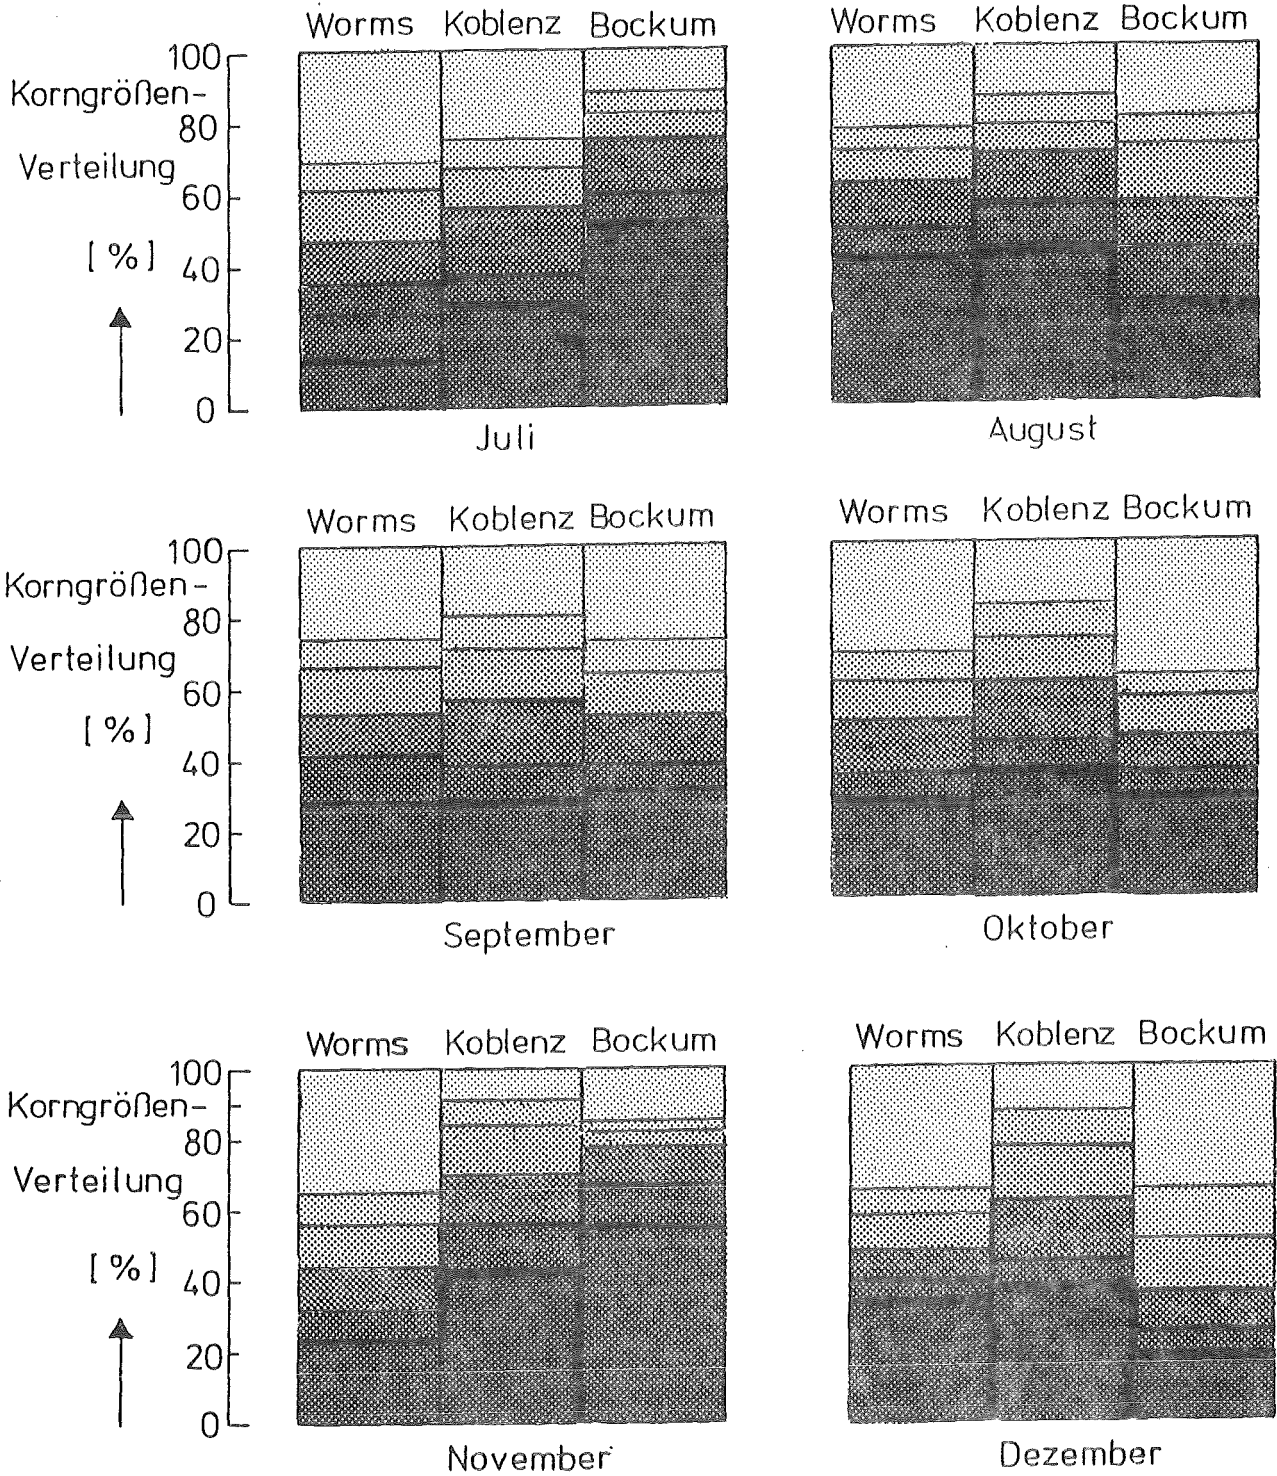 Worms Koblenz Bockum
Worms Koblenz Bockum
100
Korngrößen-
80
Verteilung
60
[ % ]
40
20
0
Juli
August
Worms Koblenz Bockum
Worms Koblenz Bockum
100
Korngrößen-
80
Verteilung
60
[ % ]
40
20
0
September
Oktober
Worms Koblenz Bockum
Worms Koblenz Bockum
100
Korngrößen-
80
Verteilung
60
[ % ]
40
20
0
November
Dezember